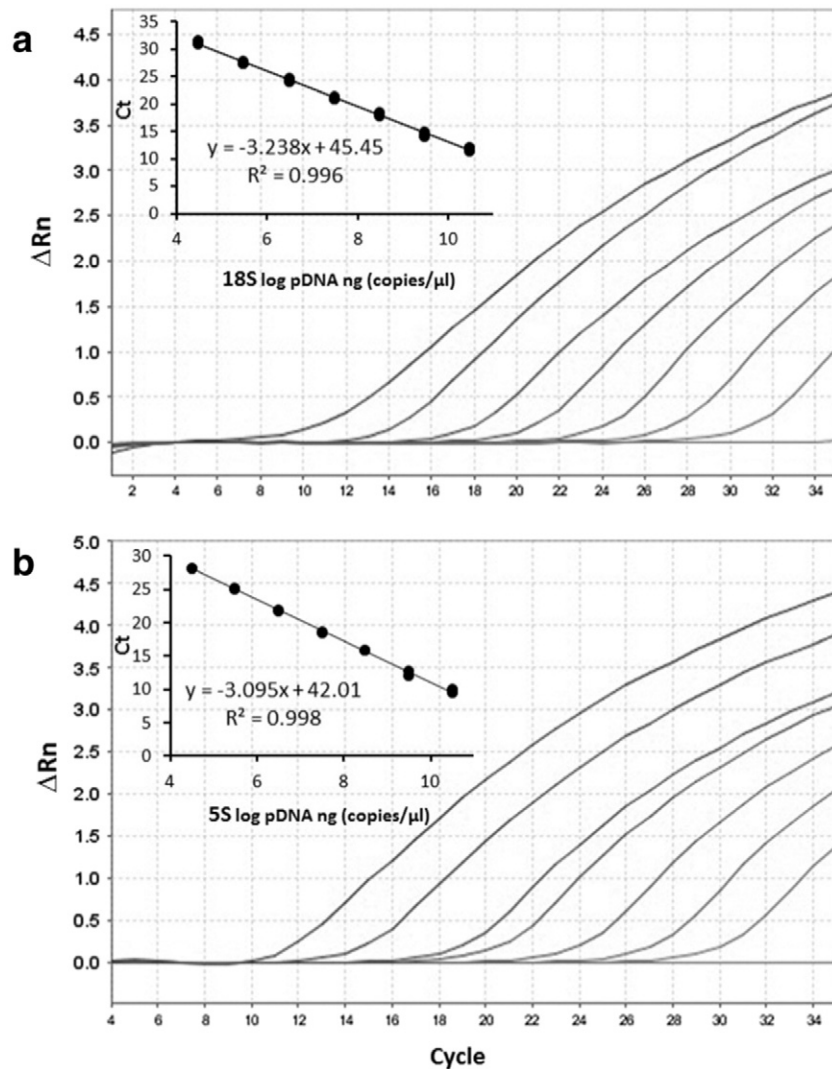 a
4.5
4.0
3.5
3.0
2.5
2.0
1.5
1.0
0.5
0.0
ΔRn
35
30
25
20
15
10
5
0
Ct
y = -3.238x + 45.45
R² = 0.996
4 6 8 10
18S log pDNA ng (copies/µl)
2 4 6 8 10 12 14 16 18 20 22 24 26 28 30 32 34
b
5.0
4.5
4.0
3.5
3.0
2.5
2.0
1.5
1.0
0.5
0.0
ΔRn
30
25
20
15
10
5
0
Ct
y = -3.095x + 42.01
R² = 0.998
4 6 8 10
5S log pDNA ng (copies/µl)
4 6 8 10 12 14 16 18 20 22 24 26 28 30 32 34
Cycle